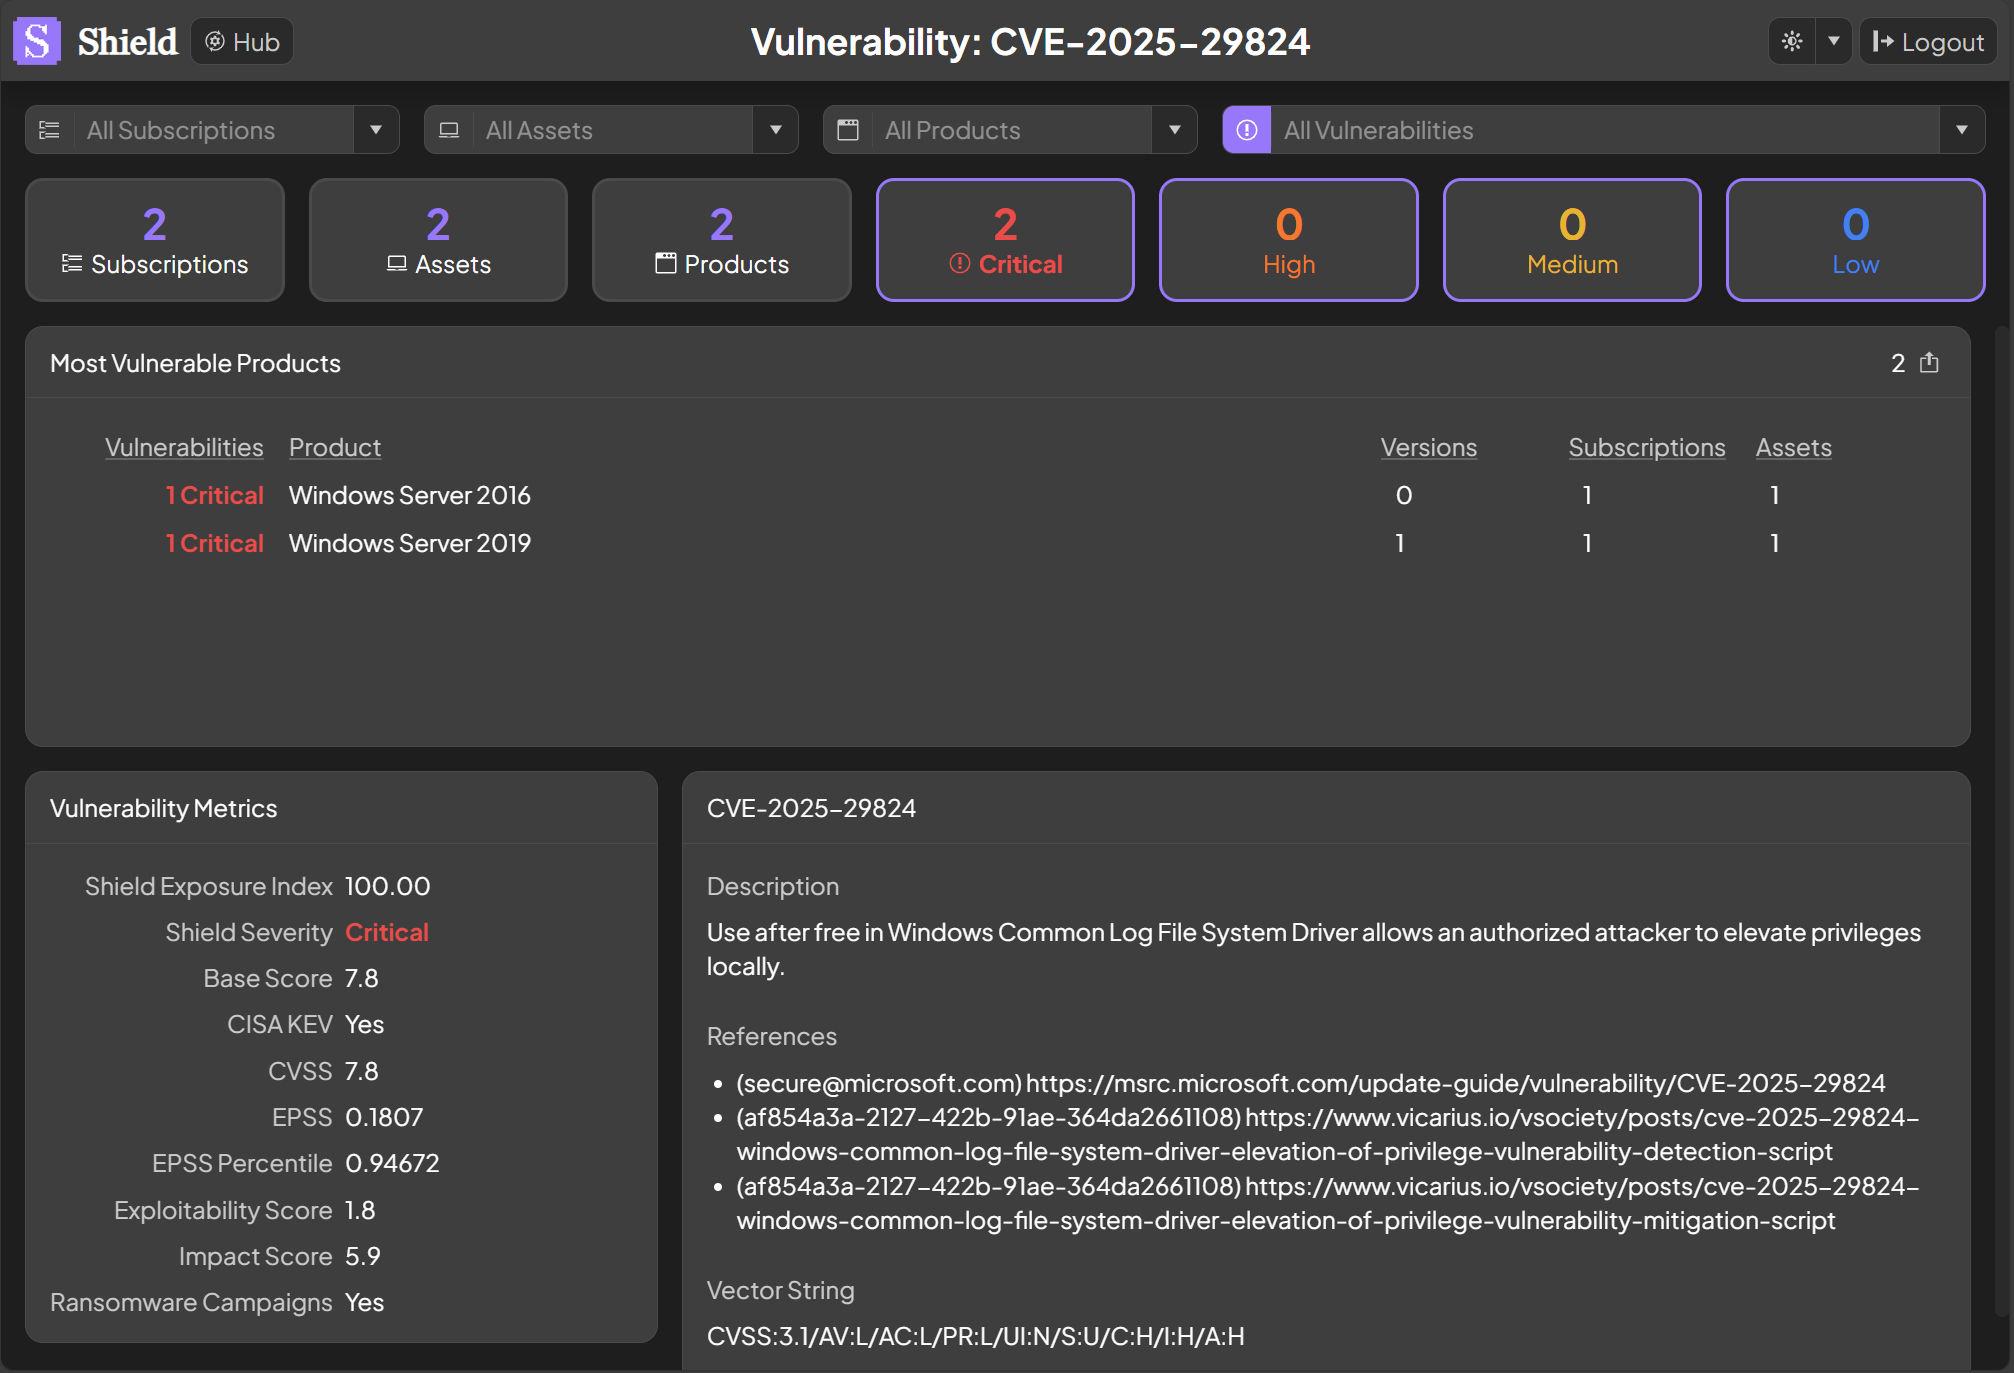 S Shield Hub Vulnerability: CVE-2025-29824 Logout
All Subscriptions All Assets All Products All Vulnerabilities
2 2 2 2 0 0 0
Subscriptions Assets Products Critical High Medium Low
Most Vulnerable Products 2
Vulnerabilities Product Versions Subscriptions Assets
1 Critical Windows Server 2016 0 1 1
1 Critical Windows Server 2019 1 1 1
Vulnerability Metrics
Shield Exposure Index 100.00
Shield Severity Critical
Base Score 7.8
CISA KEV Yes
CVSS 7.8
EPSS 0.1807
EPSS Percentile 0.94672
Exploitability Score 1.8
Impact Score 5.9
Ransomware Campaigns Yes
CVE-2025-29824
Description
Use after free in Windows Common Log File System Driver allows an authorized attacker to elevate privileges
locally.
References
• (secure@microsoft.com) https://msrc.microsoft.com/update-guide/vulnerability/CVE-2025-29824
• (af854a3a-2127-422b-91ae-364da2661108) https://www.vicarius.io/vsociety/posts/cve-2025-29824-
windows-common-log-file-system-driver-elevation-of-privilege-vulnerability-detection-script
• (af854a3a-2127-422b-91ae-364da2661108) https://www.vicarius.io/vsociety/posts/cve-2025-29824-
windows-common-log-file-system-driver-elevation-of-privilege-vulnerability-mitigation-script
Vector String
CVSS:3.1/AV:L/AC:L/PR:L/UI:N/S:U/C:H/I:H/A:H